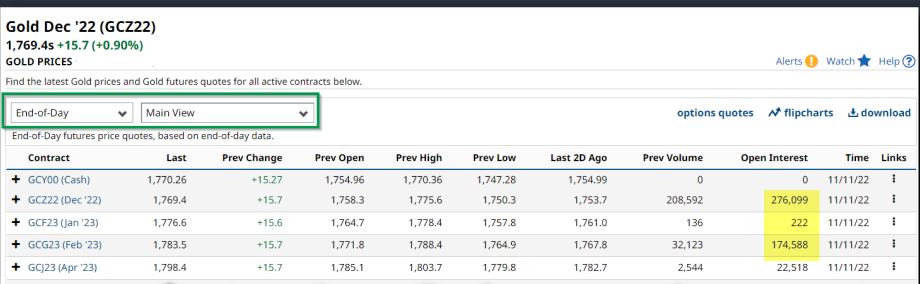 Gold Dec '22 (GCZ22)
1,769.4s +15.7 (+0.90%)
GOLD PRICES
Alerts ! Watch Help ?
Find the latest Gold prices and Gold futures quotes for all active contracts below.
End-of-Day Main View options quotes flipcharts download
End-of-Day futures price quotes, based on end-of-day data.
Contract Last Prev Change Prev Open Prev High Prev Low Last 2D Ago Prev Volume Open Interest Time Links
+ GCY00 (Cash) 1,770.26 +15.27 1,754.96 1,770.36 1,747.28 1,754.99 0 0 11/11/22
+ GCZ22 (Dec '22) 1,769.4 +15.7 1,758.3 1,775.6 1,750.3 1,753.7 208,592 276,099 11/11/22
+ GCF23 (Jan '23) 1,776.6 +15.6 1,764.7 1,778.4 1,757.8 1,761.0 136 222 11/11/22
+ GCG23 (Feb '23) 1,783.5 +15.7 1,771.8 1,788.4 1,764.9 1,767.8 32,123 174,588 11/11/22
+ GCJ23 (Apr '23) 1,798.4 +15.7 1,785.1 1,803.7 1,779.8 1,782.7 2,544 22,518 11/11/22